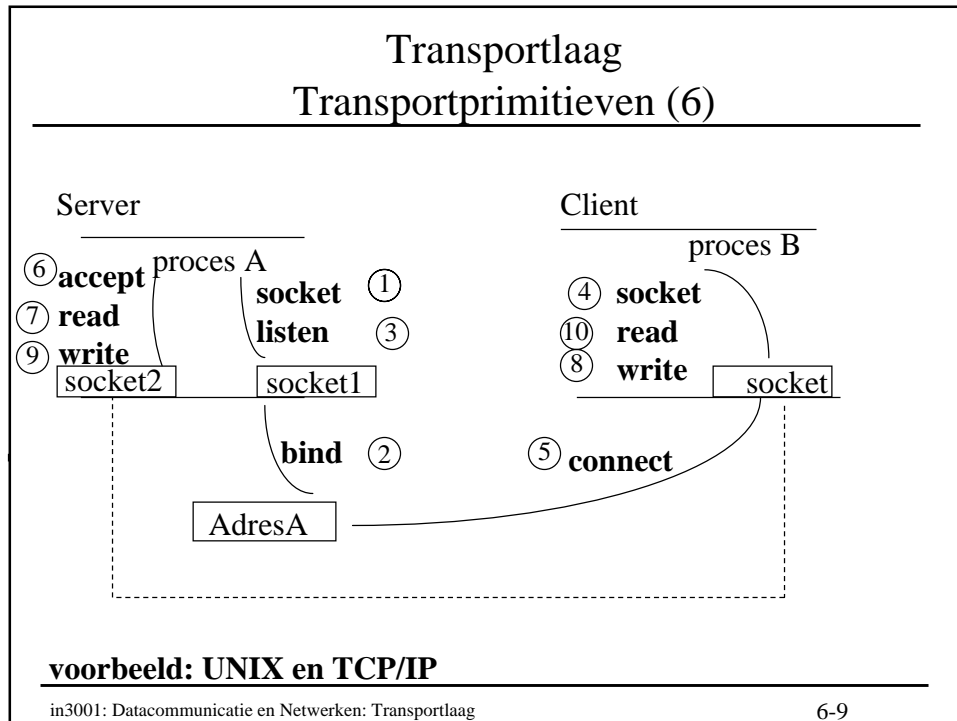 Transportlaag
Transportprimitieven (6)
Server
Client
proces A
proces B
6 accept
7 read
9 write
socket 1
listen 3
4 socket
10 read
8 write
socket2
socket1
socket
bind 2
5 connect
AdresA
voorbeeld: UNIX en TCP/IP
in3001: Datacommunicatie en Netwerken: Transportlaag
6-9